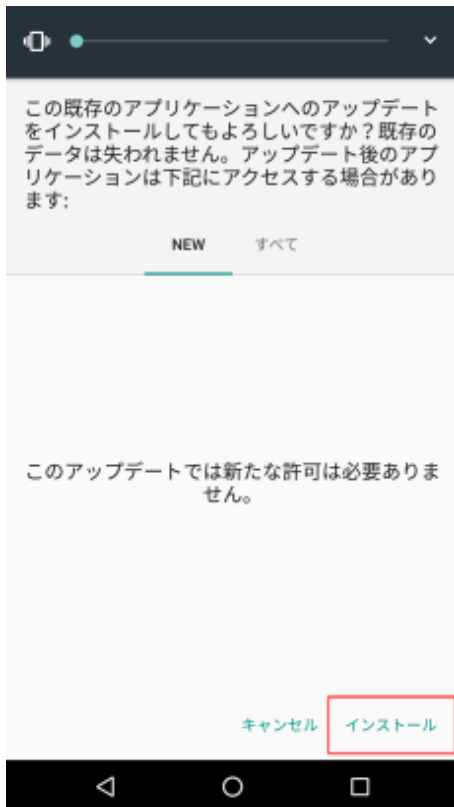 この既存のアプリケーションへのアップデート
をインストールしてもよろしいですか？既存の
データは失われません。アップデート後のアプ
リケーションは下記にアクセスする場合があり
ます:
NEW すべて
このアップデートでは新たな許可は必要ありま
せん。
キャンセル インストール